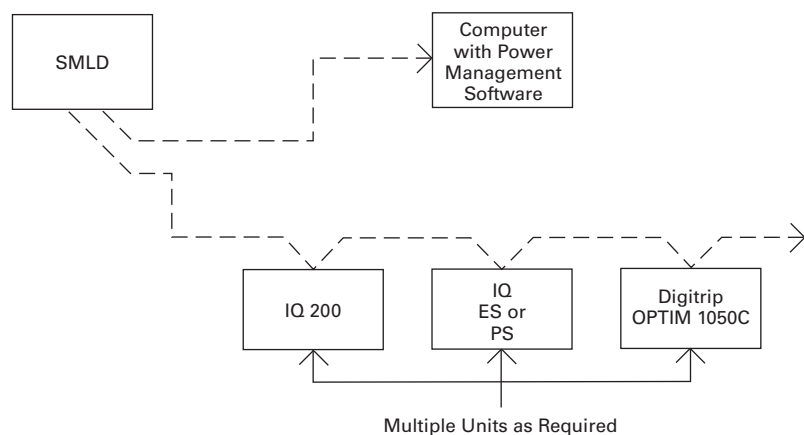 SMLD
Computer
with Power
Management
Software
IQ 200
IQ
ES or
PS
Digitrip
OPTIM 1050C
Multiple Units as Required